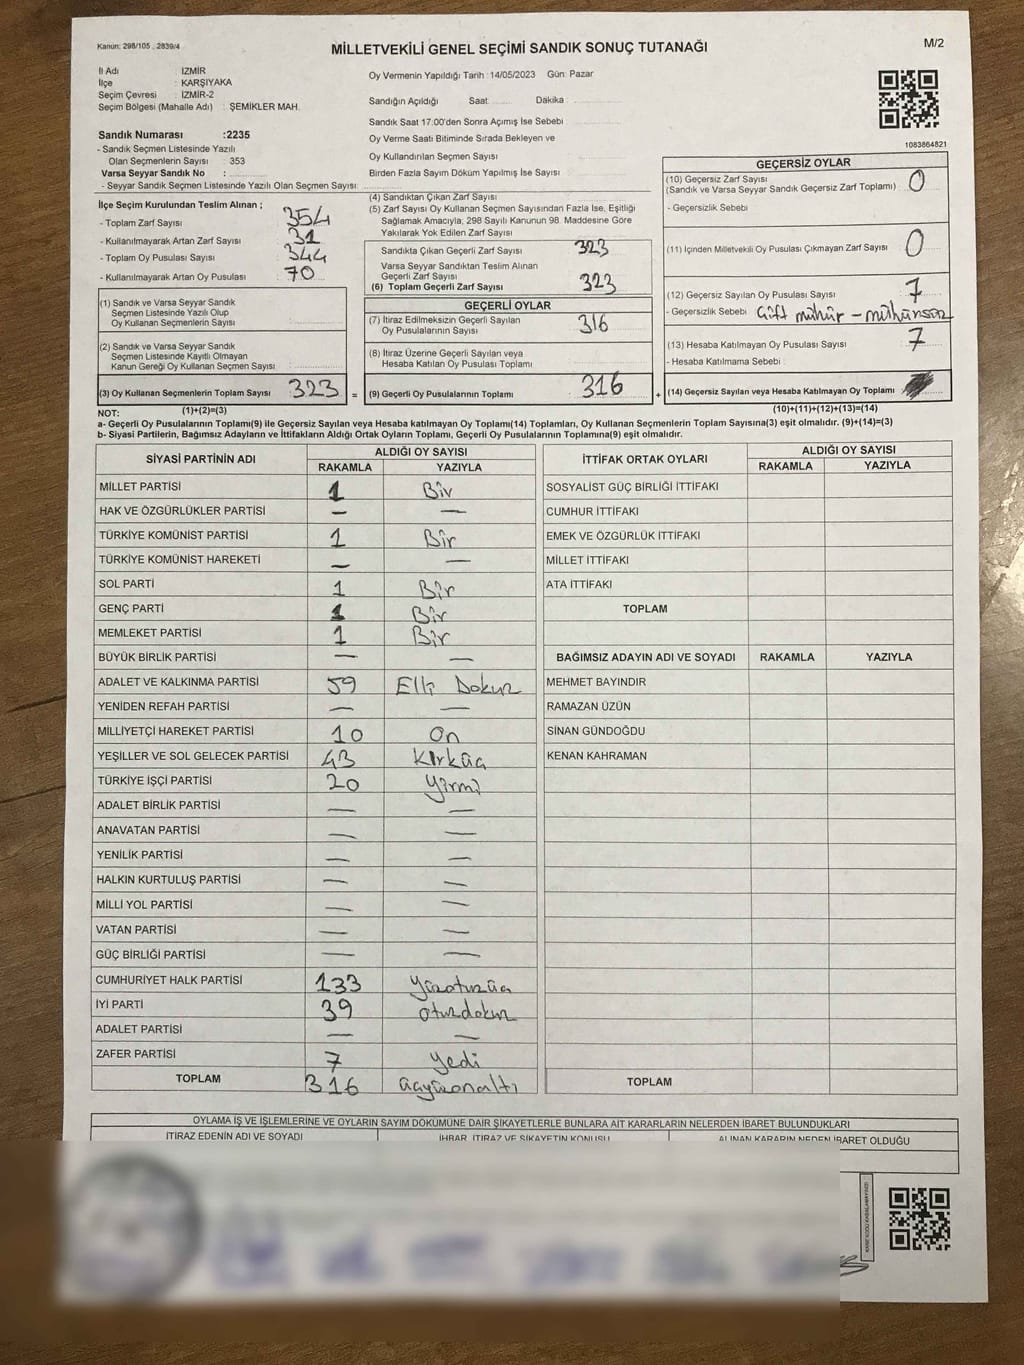 Kanun: 298/105 , 2839/4
MİLLETVEKİLİ GENEL SEÇİMİ SANDIK SONUÇ TUTANAĞI
M/2
İl Adı : İZMİR
İlçe : KARŞIYAKA
Seçim Çevresi : İZMİR-2
Seçim Bölgesi (Mahalle Adı) : ŞEMİKLER MAH.
Sandık Numarası :2235
- Sandık Seçmen Listesinde Yazılı
Olan Seçmenlerin Sayısı : 353
Varsa Seyyar Sandık No :
- Seyyar Sandık Seçmen Listesinde Yazılı Olan Seçmen Sayısı:
Oy Vermenin Yapıldığı Tarih : 14/05/2023 Gün: Pazar
Sandığın Açıldığı Saat Dakika :
Sandık Saat 17:00'den Sonra Açımış İse Sebebi
Oy Verme Saati Bitiminde Sırada Bekleyen ve
Oy Kullandırılan Seçmen Sayısı
Birden Fazla Sayım Döküm Yapılmış İse Sayısı
1083864821
İlçe Seçim Kurulundan Teslim Alınan ;
- Toplam Zarf Sayısı : 354
- Kullanılmayarak Artan Zarf Sayısı : 31
- Toplam Oy Pusulası Sayısı : 344
- Kullanılmayarak Artan Oy Pusulası : 70
(1) Sandık ve Varsa Seyyar Sandık
Seçmen Listesinde Yazılı Olup
Oy Kullanan Seçmenlerin Sayısı
(2) Sandık ve Varsa Seyyar Sandık
Seçmen Listesinde Kayıtlı Olmayan
Kanun Gereği Oy Kullanan Seçmen Sayısı
(3) Oy Kullanan Seçmenlerin Toplam Sayısı 323
(4) Sandıktan Çıkan Zarf Sayısı
(5) Zarf Sayısı Oy Kullanan Seçmen Sayısından Fazla İse, Eşitliği
Sağlamak Amacıyla, 298 Sayılı Kanunun 98. Maddesine Göre
Yakılarak Yok Edilen Zarf Sayısı
Sandıkta Çıkan Geçerli Zarf Sayısı 323
Varsa Seyyar Sandıktan Teslim Alınan
Geçerli Zarf Sayısı
(6) Toplam Geçerli Zarf Sayısı 323
GEÇERLİ OYLAR
(7) İtiraz Edilmeksizin Geçerli Sayılan
Oy Pusulalarının Sayısı 316
(8) İtiraz Üzerine Geçerli Sayılan veya
Hesaba Katılan Oy Pusulası Toplamı
= (9) Geçerli Oy Pusulalarının Toplamı 316 +
GEÇERSİZ OYLAR
(10) Geçersiz Zarf Sayısı
(Sandık ve Varsa Seyyar Sandık Geçersiz Zarf Toplamı) 0
- Geçersizlik Sebebi
(11) İçinden Milletvekili Oy Pusulası Çıkmayan Zarf Sayısı 0
(12) Geçersiz Sayılan Oy Pusulası Sayısı 7
- Geçersizlik Sebebi Çift mühür - mühürsüz
(13) Hesaba Katılmayan Oy Pusulası Sayısı 7
- Hesaba Katılmama Sebebi :
(14) Geçersiz Sayılan veya Hesaba Katılmayan Oy Toplamı
NOT: (1)+(2)=(3) (10)+(11)+(12)+(13)=(14)
a- Geçerli Oy Pusulalarının Toplamı(9) ile Geçersiz Sayılan veya Hesaba katılmayan Oy Toplamı(14) Toplamları, Oy Kullanan Seçmenlerin Toplam Sayısına(3) eşit olmalıdır. (9)+(14)=(3)
b- Siyasi Partilerin, Bağımsız Adayların ve İttifakların Aldığı Ortak Oyların Toplamı, Geçerli Oy Pusulalarının Toplamına(9) eşit olmalıdır.
SİYASİ PARTİNİN ADI ALDIĞI OY SAYISI
RAKAMLA YAZIYLA
MİLLET PARTİSİ 1 Bir
HAK VE ÖZGÜRLÜKLER PARTİSİ — —
TÜRKİYE KOMÜNİST PARTİSİ 1 Bir
TÜRKİYE KOMÜNİST HAREKETİ — —
SOL PARTİ 1 Bir
GENÇ PARTİ 1 Bir
MEMLEKET PARTİSİ 1 Bir
BÜYÜK BİRLİK PARTİSİ — —
ADALET VE KALKINMA PARTİSİ 59 Elli Dokuz
YENİDEN REFAH PARTİSİ — —
MİLLİYETÇİ HAREKET PARTİSİ 10 On
YEŞİLLER VE SOL GELECEK PARTİSİ 43 Kırküç
TÜRKİYE İŞÇİ PARTİSİ 20 Yirmi
ADALET BİRLİK PARTİSİ — —
ANAVATAN PARTİSİ — —
YENİLİK PARTİSİ — —
HALKIN KURTULUŞ PARTİSİ — —
MİLLİ YOL PARTİSİ — —
VATAN PARTİSİ — —
GÜÇ BİRLİĞİ PARTİSİ — —
CUMHURİYET HALK PARTİSİ 133 Yüzotuzüç
İYİ PARTİ 39 otuzdokuz
ADALET PARTİSİ — —
ZAFER PARTİSİ 7 yedi
TOPLAM 316 üçyüzonaltı
İTTİFAK ORTAK OYLARI ALDIĞI OY SAYISI
RAKAMLA YAZIYLA
SOSYALİST GÜÇ BİRLİĞİ İTTİFAKI
CUMHUR İTTİFAKI
EMEK VE ÖZGÜRLÜK İTTİFAKI
MİLLET İTTİFAKI
ATA İTTİFAKI
TOPLAM
BAĞIMSIZ ADAYIN ADI VE SOYADI RAKAMLA YAZIYLA
MEHMET BAYINDIR
RAMAZAN ÜZÜN
SİNAN GÜNDOĞDU
KENAN KAHRAMAN
TOPLAM
OYLAMA İŞ VE İŞLEMLERİNE VE OYLARIN SAYIM DÖKÜMÜNE DAİR ŞİKAYETLERLE BUNLARA AİT KARARLARIN NELERDEN İBARET BULUNDUKLARI
İTİRAZ EDENİN ADI VE SOYADI İHBAR, İTİRAZ VE ŞİKAYETİN KONUSU ALINAN KARARIN NEDEN İBARET OLDUĞU